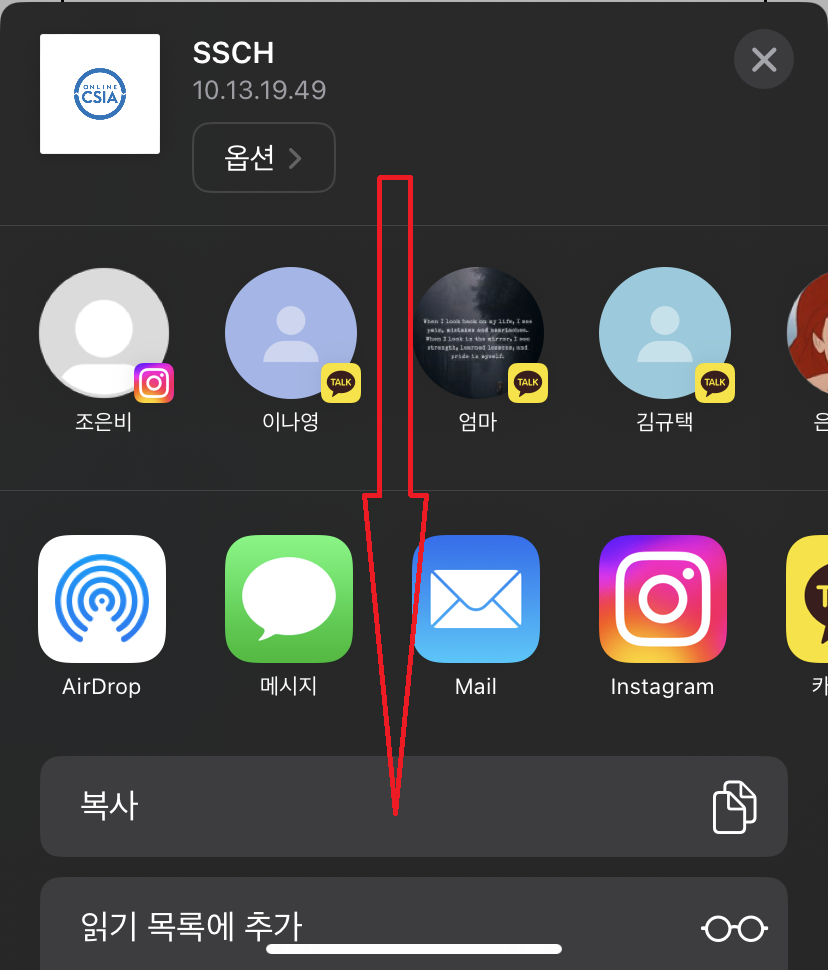 ONLINE
CSIA
SSCH
10.13.19.49
옵션
When I look back on my life, I see
pain, mistakes and
When I look in the mirror, I see
strength, learned lessons, and
pride in myself.
TALK
TALK
TALK
조은비
이나영
엄마
김규택
은
AirDrop
메시지
Mail
Instagram
카
복사
읽기 목록에 추가